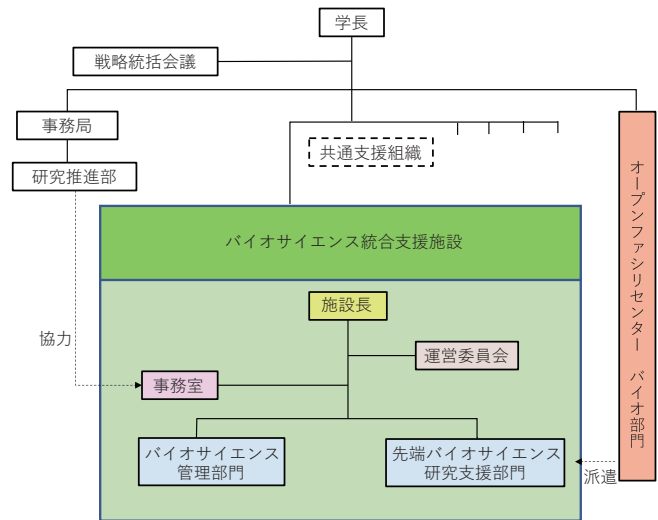 学長
戦略統括会議
事務局
研究推進部
共通支援組織
オープンファシリセンター バイオ部門
バイオサイエンス統合支援施設
施設長
運営委員会
協力
事務室
バイオサイエンス
管理部門
先端バイオサイエンス
研究支援部門
派遣